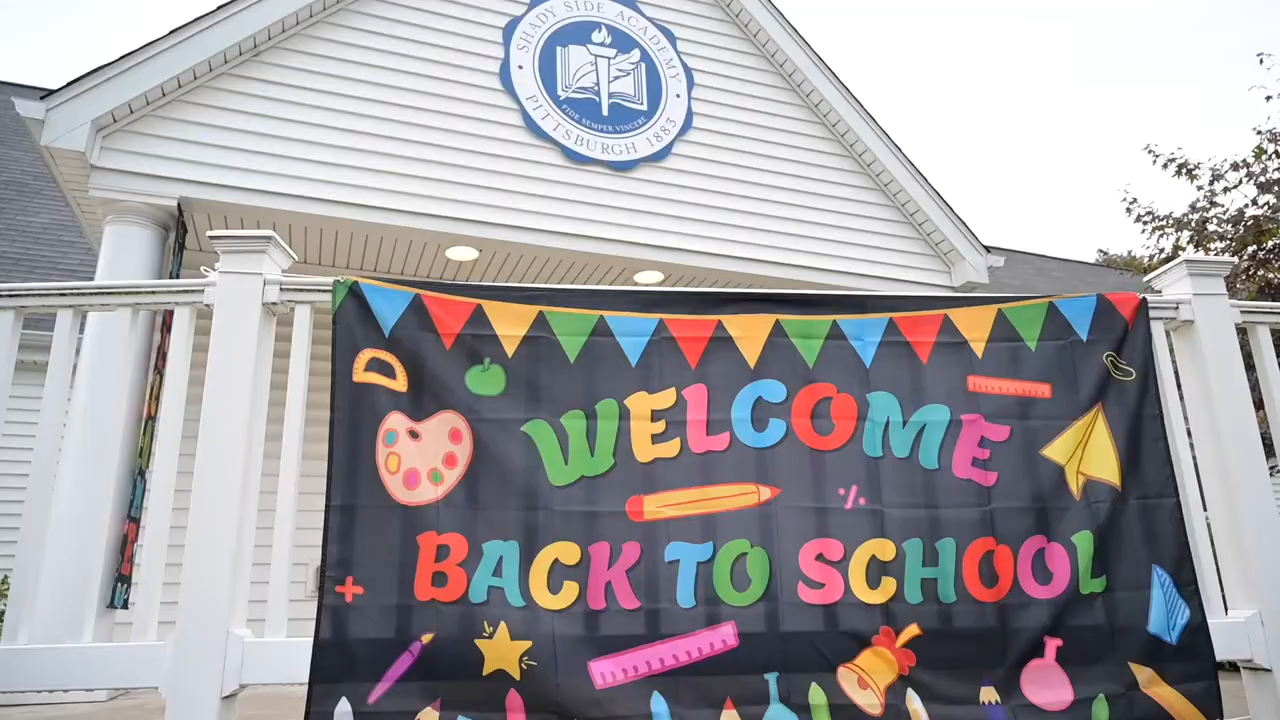 SHADY SIDE ACADEMY
FIDE SEMPER VINCERE
PITTSBURGH 1883
WELCOME
BACK TO SCHOOL